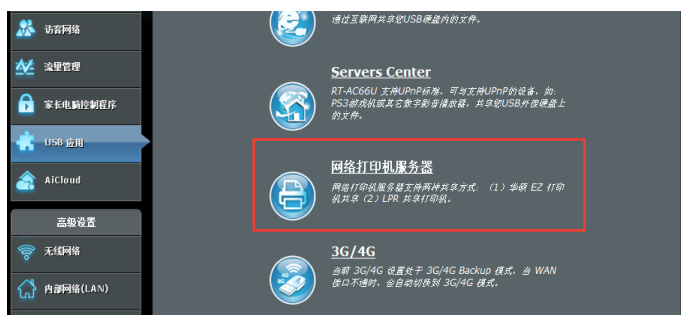 访客网络
流量管理
家长电脑控制程序
USB 应用
AiCloud
高级设置
无线网络
内部网络(LAN)
通过互联网共享您USB硬盘内的文件。
Servers Center
RT-AC66U 支持UPnP标准，可与支持UPnP的设备，如:
PS3游戏机或其它数字影音播放器，共享您USB外接硬盘上
的文件。
网络打印机服务器
网络打印机服务器支持两种共享方式：（1）华硕 EZ 打印
机共享（2）LPR 共享打印机。
3G/4G
当前 3G/4G 设置处于 3G/4G Backup 模式，当 WAN
接口不通时，会自动切换到 3G/4G 模式。